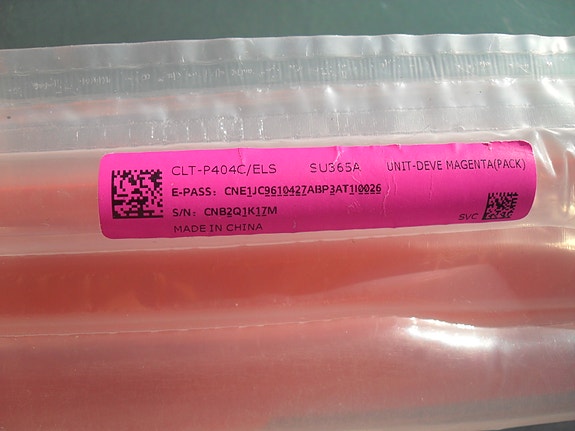 CLT-P404C/ELS SU365A UNIT-DEVE MAGENTA(PACK)
E-PASS: CNE1JC9610427ABP3AT1I0026
S/N: CNB2Q1K17M
SVC
MADE IN CHINA